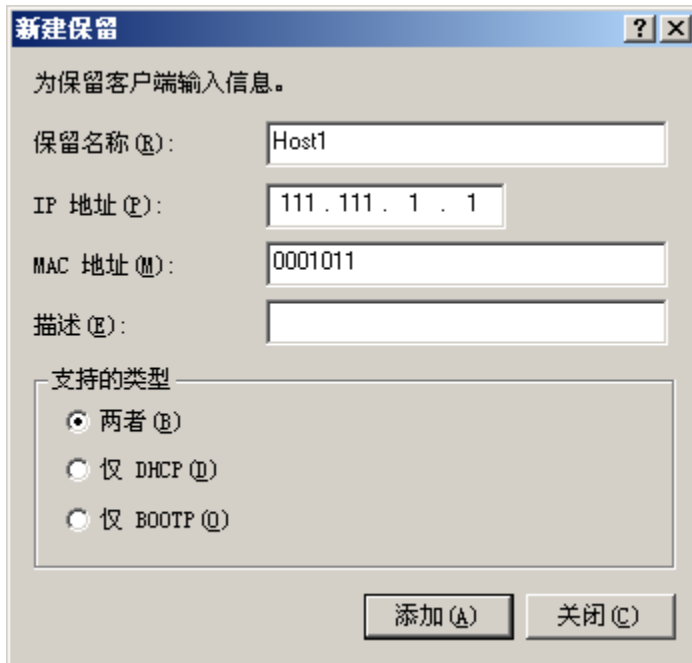 新建保留
为保留客户端输入信息。
保留名称(R): Host1
IP 地址(P): 111 . 111 . 1 . 1
MAC 地址(M): 0001011
描述(E):
支持的类型
两者(B)
仅 DHCP(D)
仅 BOOTP(O)
添加(A) 关闭(C)